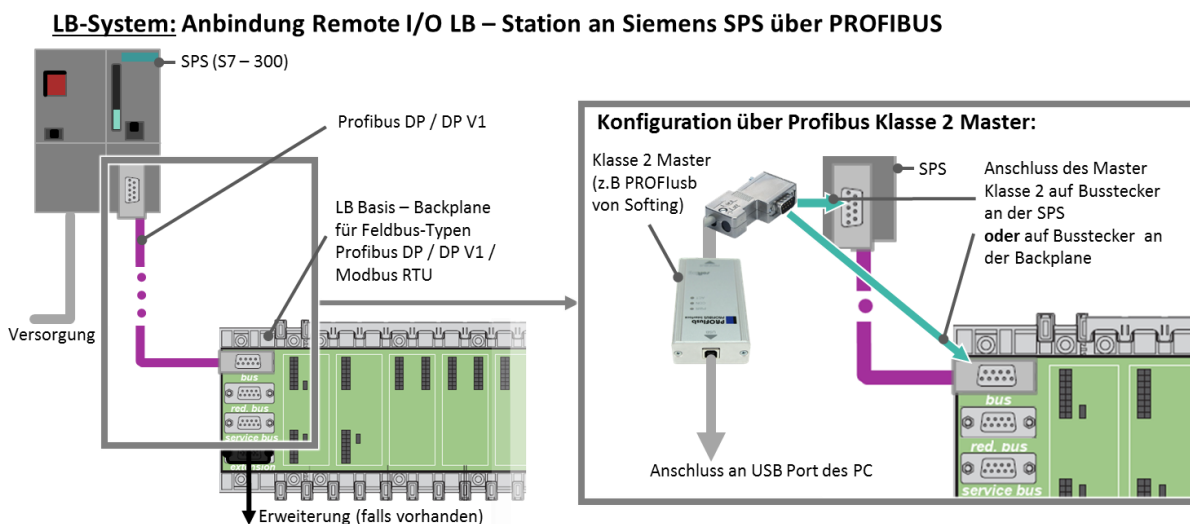 LB-System: Anbindung Remote I/O LB – Station an Siemens SPS über PROFIBUS
SPS (S7 – 300)
Profibus DP / DP V1
LB Basis – Backplane
für Feldbus-Typen
Profibus DP / DP V1 /
Modbus RTU
Versorgung
bus
red. bus
service bus
extension
Erweiterung (falls vorhanden)
Konfiguration über Profibus Klasse 2 Master:
Klasse 2 Master
(z.B PROFIusb
von Softing)
SPS
Anschluss des Master
Klasse 2 auf Busstecker
an der SPS
oder auf Busstecker an
der Backplane
PROFIusb
Anschluss an USB Port des PC
bus
red. bus
service bus